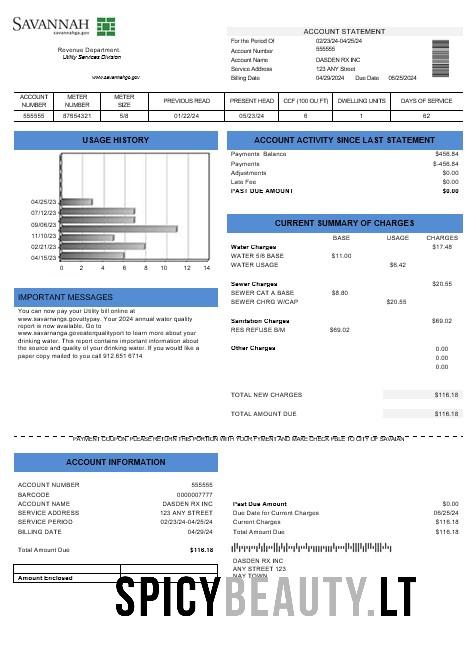 SAVANNAH
savannahga.gov
Revenue Department.
Utility Services Division
www.savannahgo.gov
ACCOUNT STATEMENT
For the Period Of 02/23/24-04/25/24
Account Number 555555
Account Name DASDEN RX INC
Service Address 123 ANY Street
Billing Date 04/29/2024 Due Date 06/25/2024
ACCOUNT NUMBER METER NUMBER METER SIZE PREVIOUS READ PRESENT HEAD CCF (100 OU FT) DWELLING UNITS DAYS OF SERVICE
555555 87654321 5/8 01/22/24 05/23/24 6 1 62
USAGE HISTORY
04/25/23
07/12/23
09/06/23
11/10/23
02/21/23
04/15/23
0 2 4 6 8 10 12 14
ACCOUNT ACTIVITY SINCE LAST STATEMENT
Payments Balance $456.84
Payments $-456.84
Adjustments $0.00
Late Fee $0.00
PAST DUE AMOUNT $0.00
CURRENT SUMMARY OF CHARGES
BASE USAGE CHARGES
Water Charges $17.48
WATER 5/6 BASE $11.00
WATER USAGE $6.42
Sewer Charges $20.55
SEWER CAT A BASE $8.80
SEWER CHRG W/CAP $20.55
Sanitation Charges $69.02
RES REFUSE B/M $69.02
Other Charges 0.00
0.00
0.00
TOTAL NEW CHARGES $116.18
TOTAL AMOUNT DUE $116.18
IMPORTANT MESSAGES
You can now pay your Utility bill online at
www.savannga.govuttypay. Your 2024 annual water quality
report is now available. Go to
www.savarnanga.goveaterqualityport to learn more about your
drinking water. This report contains important information about
the source and quality of your drinking water. If you would like a
paper copy mailed to you call 912.651 6714
PAYMENT COUPON. PLEASE RETURN THIS PORTION WITH YOUR PYMENT AND MAKE CHECK PBLE TO CITY OF SAVAIAN
ACCOUNT INFORMATION
ACCOUNT NUMBER 555555
BARCODE 0000007777
ACCOUNT NAME DASDEN RX INC
SERVICE ADDRESS 123 ANY STREET
SERVICE PERIOD 02/23/24-04/25/24
BILLING DATE 04/29/24
Total Amount Due $116.18
Amount Enclosed
Past Due Amount $0.00
Due Date for Current Charges 06/25/24
Current Charges $116.18
Total Amount Due $116.18
DASDEN RX INC
ANY STREET 123
NAY TOWN
SPICYBEAUTY.LT